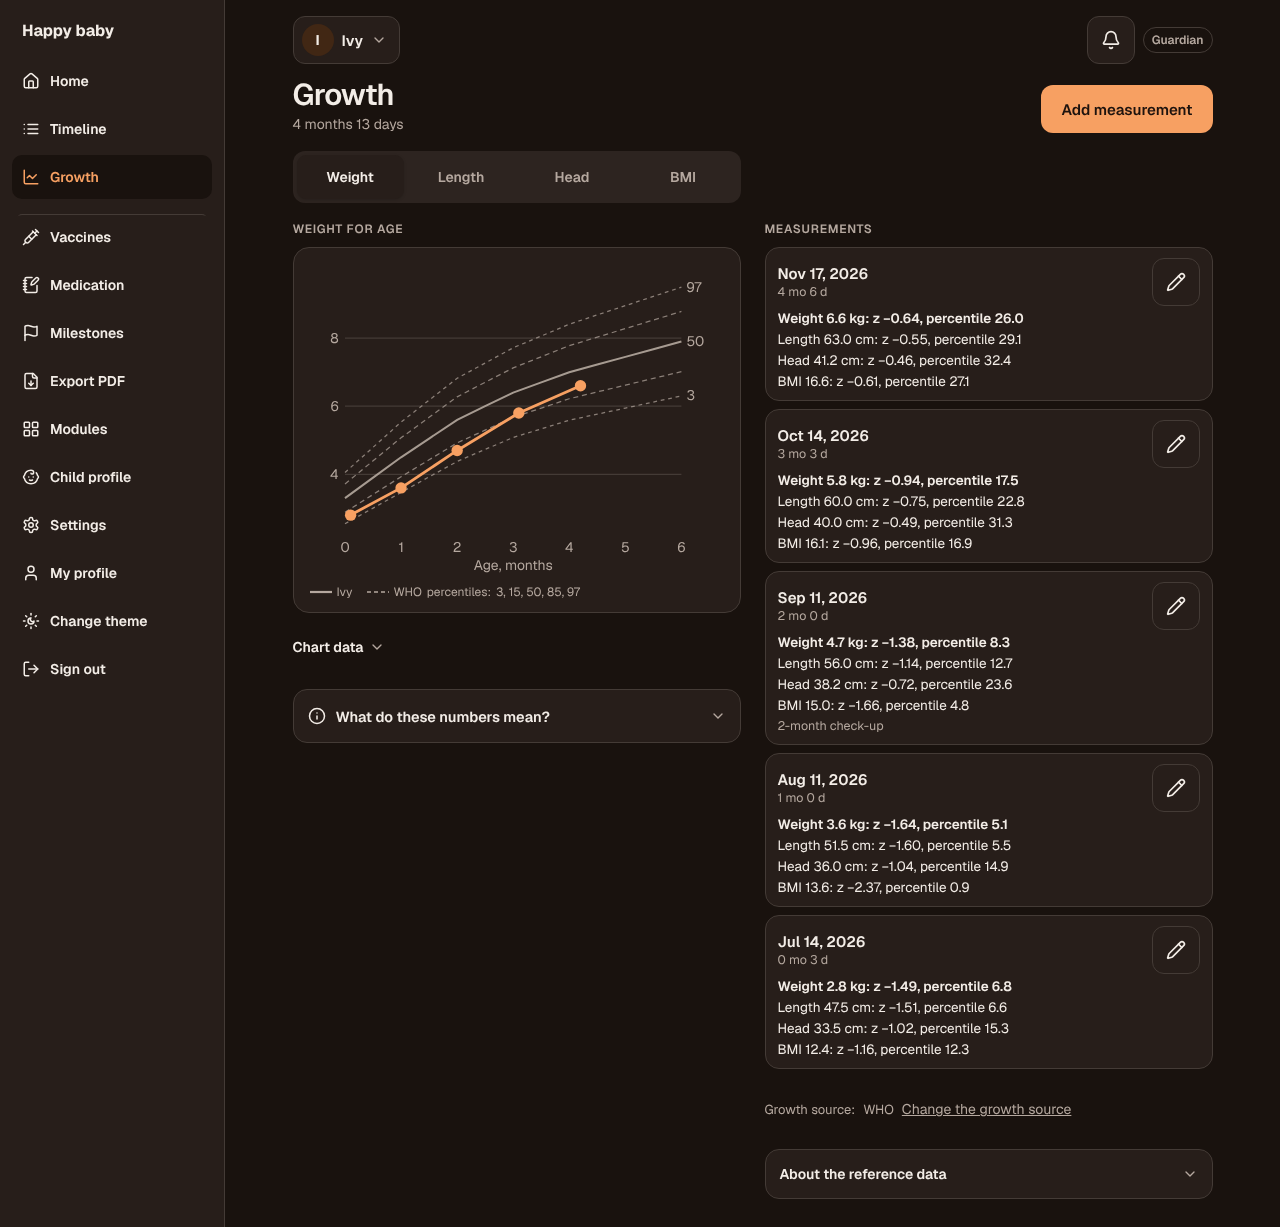 Happy baby
Home
Timeline
Growth
Vaccines
Medication
Milestones
Export PDF
Modules
Child profile
Settings
My profile
Change theme
Sign out
I Ivy
Guardian
Growth
4 months 13 days
Add measurement
Weight Length Head BMI
WEIGHT FOR AGE
97
8
50
6
3
4
0 1 2 3 4 5 6
Age, months
Ivy WHO percentiles: 3, 15, 50, 85, 97
Chart data
What do these numbers mean?
MEASUREMENTS
Nov 17, 2026
4 mo 6 d
Weight 6.6 kg: z −0.64, percentile 26.0
Length 63.0 cm: z −0.55, percentile 29.1
Head 41.2 cm: z −0.46, percentile 32.4
BMI 16.6: z −0.61, percentile 27.1
Oct 14, 2026
3 mo 3 d
Weight 5.8 kg: z −0.94, percentile 17.5
Length 60.0 cm: z −0.75, percentile 22.8
Head 40.0 cm: z −0.49, percentile 31.3
BMI 16.1: z −0.96, percentile 16.9
Sep 11, 2026
2 mo 0 d
Weight 4.7 kg: z −1.38, percentile 8.3
Length 56.0 cm: z −1.14, percentile 12.7
Head 38.2 cm: z −0.72, percentile 23.6
BMI 15.0: z −1.66, percentile 4.8
2-month check-up
Aug 11, 2026
1 mo 0 d
Weight 3.6 kg: z −1.64, percentile 5.1
Length 51.5 cm: z −1.60, percentile 5.5
Head 36.0 cm: z −1.04, percentile 14.9
BMI 13.6: z −2.37, percentile 0.9
Jul 14, 2026
0 mo 3 d
Weight 2.8 kg: z −1.49, percentile 6.8
Length 47.5 cm: z −1.51, percentile 6.6
Head 33.5 cm: z −1.02, percentile 15.3
BMI 12.4: z −1.16, percentile 12.3
Growth source: WHO Change the growth source
About the reference data